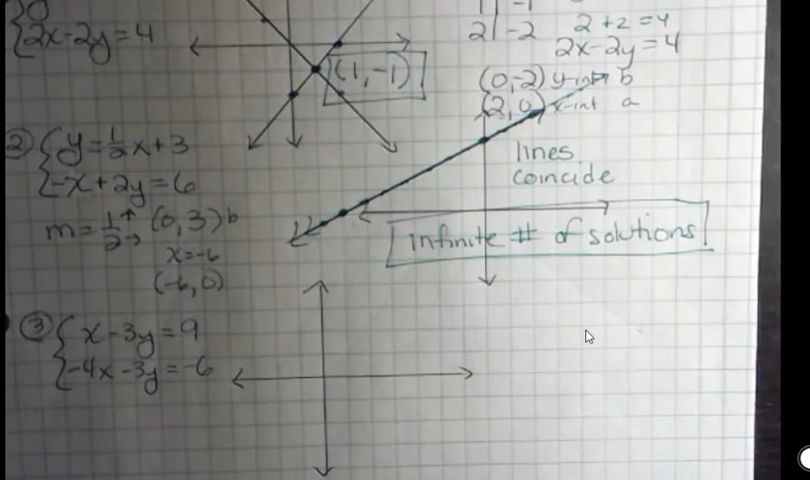 2x-2y=4
(1,-1)
2 | -2
2+2=4
2x-2y=4
(0,-2) y-int b
(2,0) x-int a
② y=½x+3
-x+2y=6
m=½ (0,3) b
x=-6
(-6,0)
lines
coincide
infinite # of solutions
③ x-3y=9
-4x-3y=-6